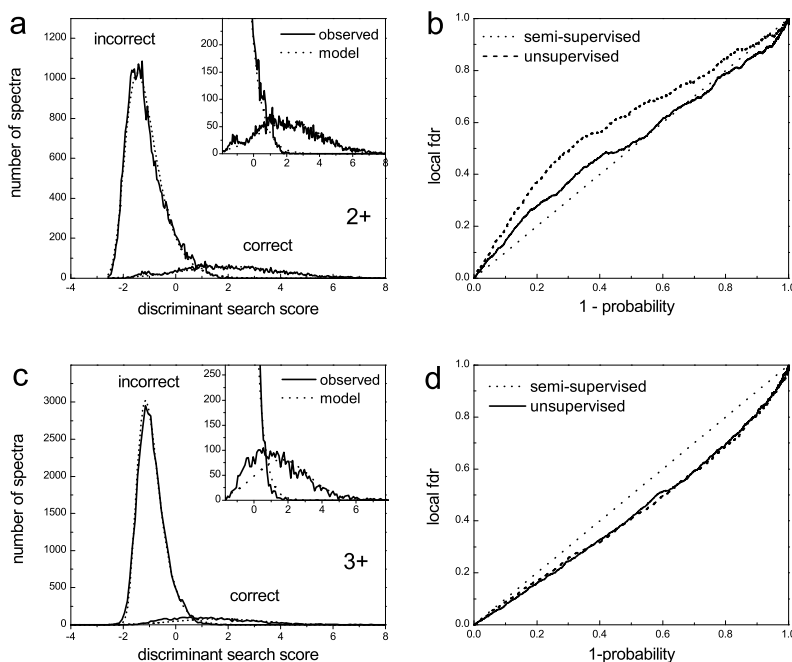 a
incorrect
observed
model
2+
correct
number of spectra
1200
1000
800
600
400
200
0
-4 -2 0 2 4 6 8
discriminant search score
250
200
150
100
50
0
0 2 4 6 8
b
semi-supervised
unsupervised
local fdr
1.0
0.8
0.6
0.4
0.2
0.0
0.0 0.2 0.4 0.6 0.8 1.0
1 - probability
c
incorrect
observed
model
3+
correct
number of spectra
3000
2500
2000
1500
1000
500
0
-4 -2 0 2 4 6 8
discriminant search score
250
200
150
100
50
0
0 2 4 6 8
d
semi-supervised
unsupervised
local fdr
1.0
0.8
0.6
0.4
0.2
0.0
0.0 0.2 0.4 0.6 0.8 1.0
1-probability